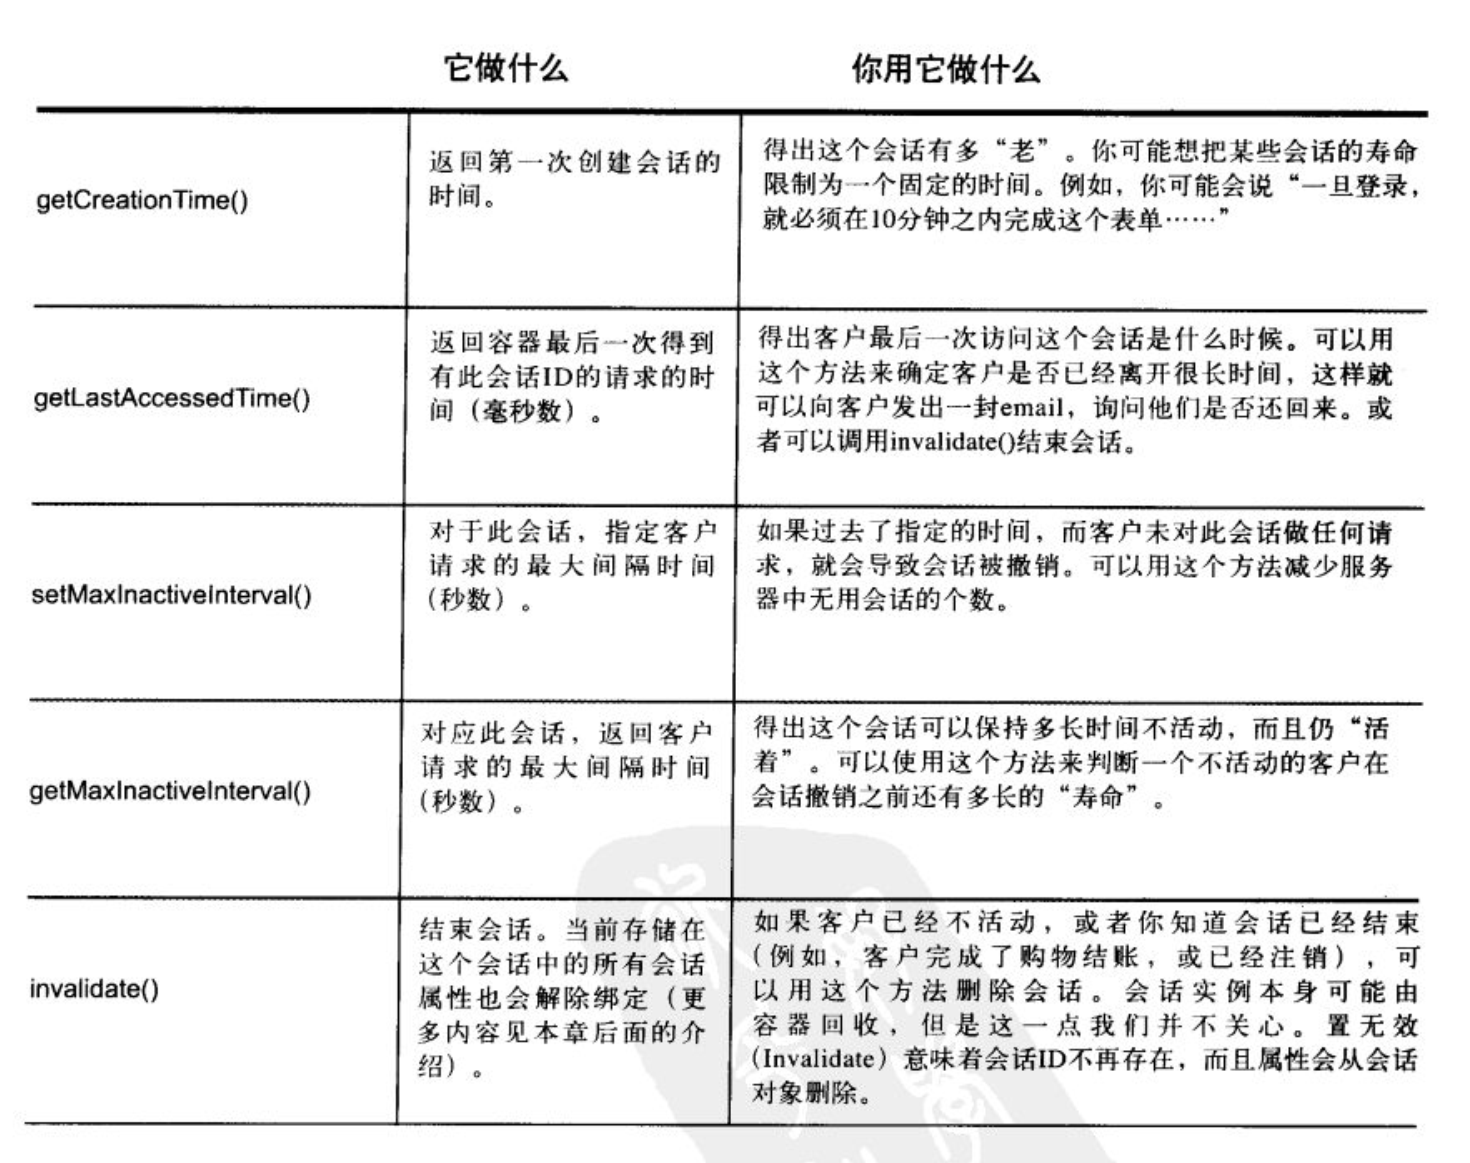 它做什么
你用它做什么
getCreationTime()
返回第一次创建会话的
时间。
得出这个会话有多“老”。你可能想把某些会话的寿命
限制为一个固定的时间。例如，你可能会说“一旦登录，
就必须在10分钟之内完成这个表单……”
getLastAccessedTime()
返回容器最后一次得到
有此会话ID的请求的时
间（毫秒数）。
得出客户最后一次访问这个会话是什么时候。可以用
这个方法来确定客户是否已经离开很长时间，这样就
可以向客户发出一封email，询问他们是否还回来。或
者可以调用invalidate()结束会话。
setMaxInactiveInterval()
对于此会话，指定客户
请求的最大间隔时间
（秒数）。
如果过去了指定的时间，而客户未对此会话做任何请
求，就会导致会话被撤销。可以用这个方法减少服务
器中无用会话的个数。
getMaxInactiveInterval()
对应此会话，返回客户
请求的最大间隔时间
（秒数）。
得出这个会话可以保持多长时间不活动，而且仍“活
着”。可以使用这个方法来判断一个不活动的客户在
会话撤销之前还有多长的“寿命”。
invalidate()
结束会话。当前存储在
这个会话中的所有会话
属性也会解除绑定（更
多内容见本章后面的介
绍）。
如果客户已经不活动，或者你知道会话已经结束
（例如，客户完成了购物结账，或已经注销），可
以用这个方法删除会话。会话实例本身可能由
容器回收，但是这一点我们并不关心。置无效
（Invalidate）意味着会话ID不再存在，而且属性会从会话
对象删除。